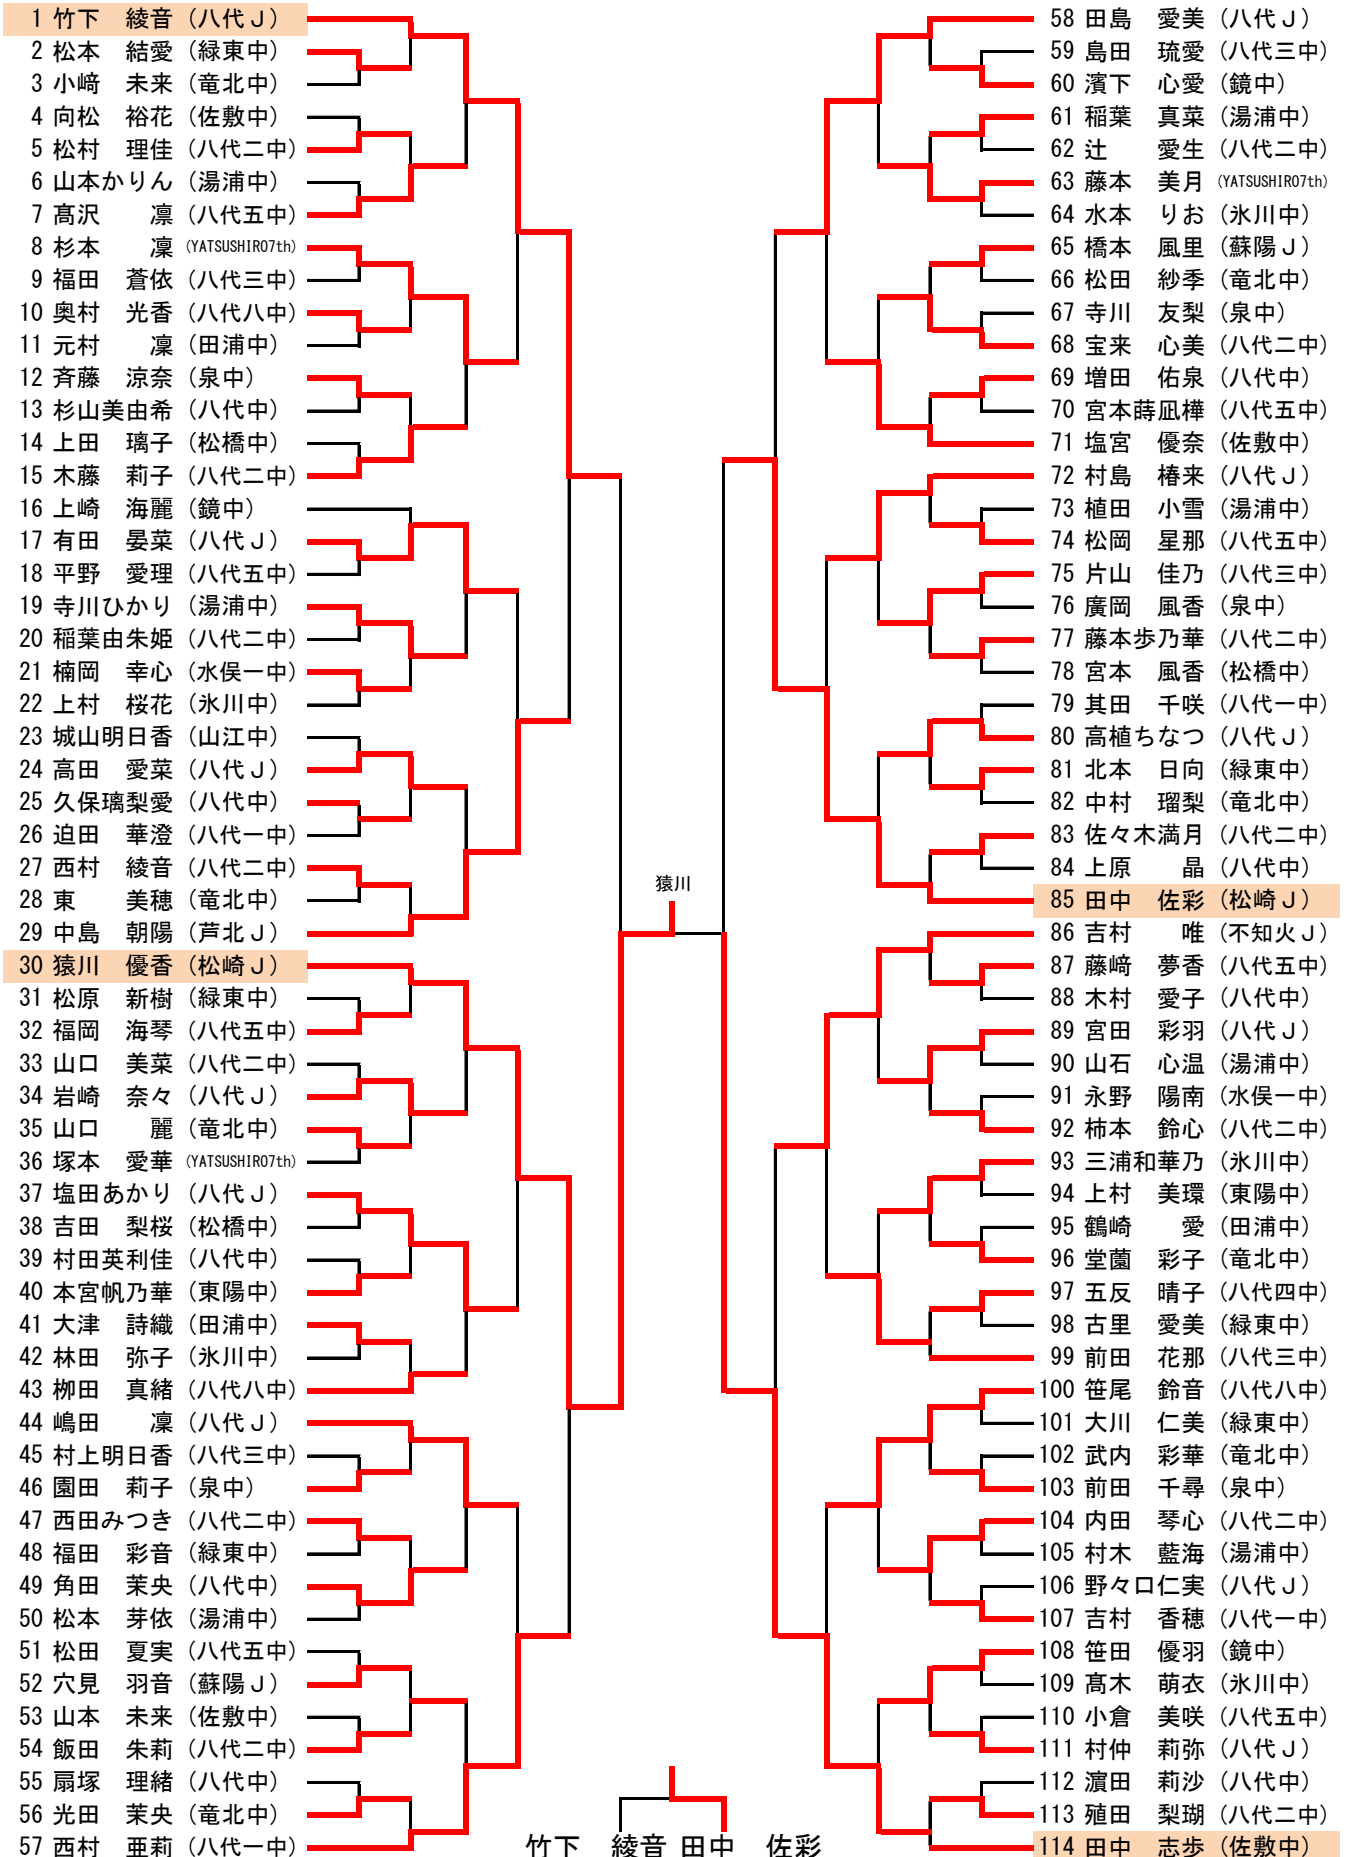 1 竹下　綾音（八代Ｊ）
2 松本　結愛（緑東中）
3 小﨑　未来（竜北中）
4 向松　裕花（佐敷中）
5 松村　理佳（八代二中）
6 山本かりん（湯浦中）
7 髙沢　　凛（八代五中）
8 杉本　　凜（YATSUSHIRO7th）
9 福田　蒼依（八代三中）
10 奥村　光香（八代八中）
11 元村　　凜（田浦中）
12 斉藤　涼奈（泉中）
13 杉山美由希（八代中）
14 上田　璃子（松橋中）
15 木藤　莉子（八代二中）
16 上崎　海麗（鏡中）
17 有田　晏菜（八代Ｊ）
18 平野　愛理（八代五中）
19 寺川ひかり（湯浦中）
20 稲葉由朱姫（八代二中）
21 楠岡　幸心（水俣一中）
22 上村　桜花（氷川中）
23 城山明日香（山江中）
24 高田　愛菜（八代Ｊ）
25 久保璃梨愛（八代中）
26 迫田　華澄（八代一中）
27 西村　綾音（八代二中）
28 東　　美穂（竜北中）
29 中島　朝陽（芦北Ｊ）
30 猿川　優香（松崎Ｊ）
31 松原　新樹（緑東中）
32 福岡　海琴（八代五中）
33 山口　美菜（八代二中）
34 岩崎　奈々（八代Ｊ）
35 山口　　麗（竜北中）
36 塚本　愛華（YATSUSHIRO7th）
37 塩田あかり（八代Ｊ）
38 吉田　梨桜（松橋中）
39 村田英利佳（八代中）
40 本宮帆乃華（東陽中）
41 大津　詩織（田浦中）
42 林田　弥子（氷川中）
43 栁田　真緒（八代八中）
44 嶋田　　凜（八代Ｊ）
45 村上明日香（八代三中）
46 園田　莉子（泉中）
47 西田みつき（八代二中）
48 福田　彩音（緑東中）
49 角田　茉央（八代中）
50 松本　芽依（湯浦中）
51 松田　夏実（八代五中）
52 穴見　羽音（蘇陽Ｊ）
53 山本　未来（佐敷中）
54 飯田　朱莉（八代二中）
55 扇塚　理緒（八代中）
56 光田　茉央（竜北中）
57 西村　亜莉（八代一中）
猿川
竹下　綾音 田中　佐彩
58 田島　愛美（八代Ｊ）
59 島田　琉愛（八代三中）
60 濱下　心愛（鏡中）
61 稲葉　真菜（湯浦中）
62 辻　　愛生（八代二中）
63 藤本　美月（YATSUSHIRO7th）
64 水本　りお（氷川中）
65 橋本　風里（蘇陽Ｊ）
66 松田　紗季（竜北中）
67 寺川　友梨（泉中）
68 宝来　心美（八代二中）
69 増田　佑泉（八代中）
70 宮本蒔凪樺（八代五中）
71 塩宮　優奈（佐敷中）
72 村島　椿来（八代Ｊ）
73 植田　小雪（湯浦中）
74 松岡　星那（八代五中）
75 片山　佳乃（八代三中）
76 廣岡　風香（泉中）
77 藤本歩乃華（八代二中）
78 宮本　風香（松橋中）
79 其田　千咲（八代一中）
80 高植ちなつ（八代Ｊ）
81 北本　日向（緑東中）
82 中村　瑠梨（竜北中）
83 佐々木満月（八代二中）
84 上原　　晶（八代中）
85 田中　佐彩（松崎Ｊ）
86 吉村　　唯（不知火Ｊ）
87 藤﨑　夢香（八代五中）
88 木村　愛子（八代中）
89 宮田　彩羽（八代Ｊ）
90 山石　心温（湯浦中）
91 永野　陽南（水俣一中）
92 柿本　鈴心（八代二中）
93 三浦和華乃（氷川中）
94 上村　美環（東陽中）
95 鶴崎　　愛（田浦中）
96 堂薗　彩子（竜北中）
97 五反　晴子（八代四中）
98 古里　愛美（緑東中）
99 前田　花那（八代三中）
100 笹尾　鈴音（八代八中）
101 大川　仁美（緑東中）
102 武内　彩華（竜北中）
103 前田　千尋（泉中）
104 内田　琴心（八代二中）
105 村木　藍海（湯浦中）
106 野々口仁実（八代Ｊ）
107 吉村　香穂（八代一中）
108 笹田　優羽（鏡中）
109 髙木　萌衣（氷川中）
110 小倉　美咲（八代五中）
111 村仲　莉弥（八代Ｊ）
112 濵田　莉沙（八代中）
113 殖田　梨瑚（八代二中）
114 田中　志歩（佐敷中）